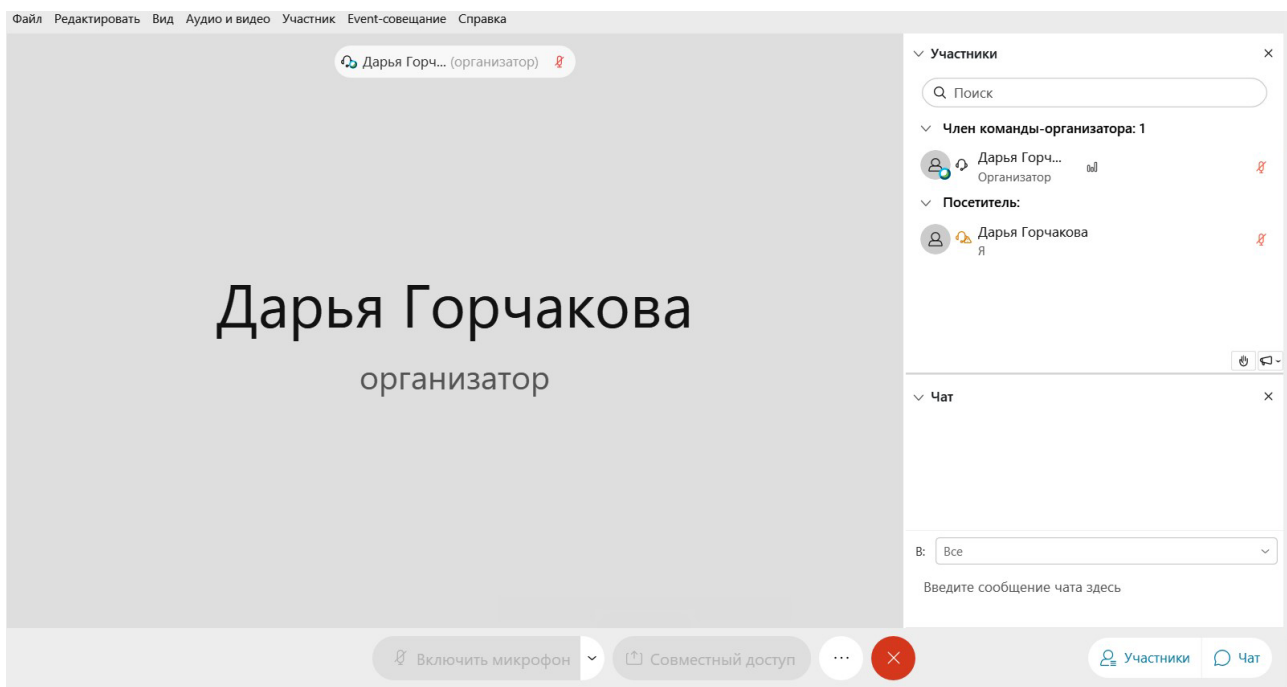 Файл Редактировать Вид Аудио и видео Участник Event-совещание Справка
Дарья Горч... (организатор)
Дарья Горчакова
организатор
Участники
Поиск
Член команды-организатора: 1
Дарья Горч...
Организатор
Посетитель:
Дарья Горчакова
Я
Чат
В: Все
Введите сообщение чата здесь
Включить микрофон Совместный доступ ... Участники Чат